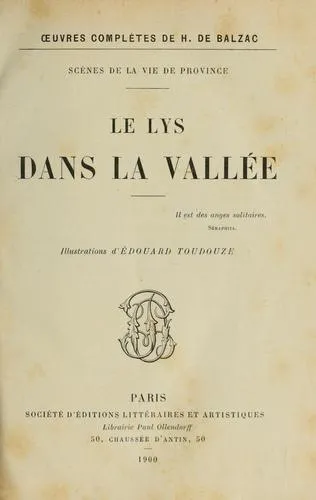 ŒUVRES COMPLÈTES DE H. DE BALZAC
SCÈNES DE LA VIE DE PROVINCE
LE LYS
DANS LA VALLÉE
Il est des anges solitaires.
SÉRAPHITA.
Illustrations d'ÉDOUARD TOUDOUZE
PARIS
SOCIÉTÉ D'ÉDITIONS LITTÉRAIRES ET ARTISTIQUES
Librairie Paul Ollendorff
50, CHAUSSÉE D'ANTIN, 50
1900